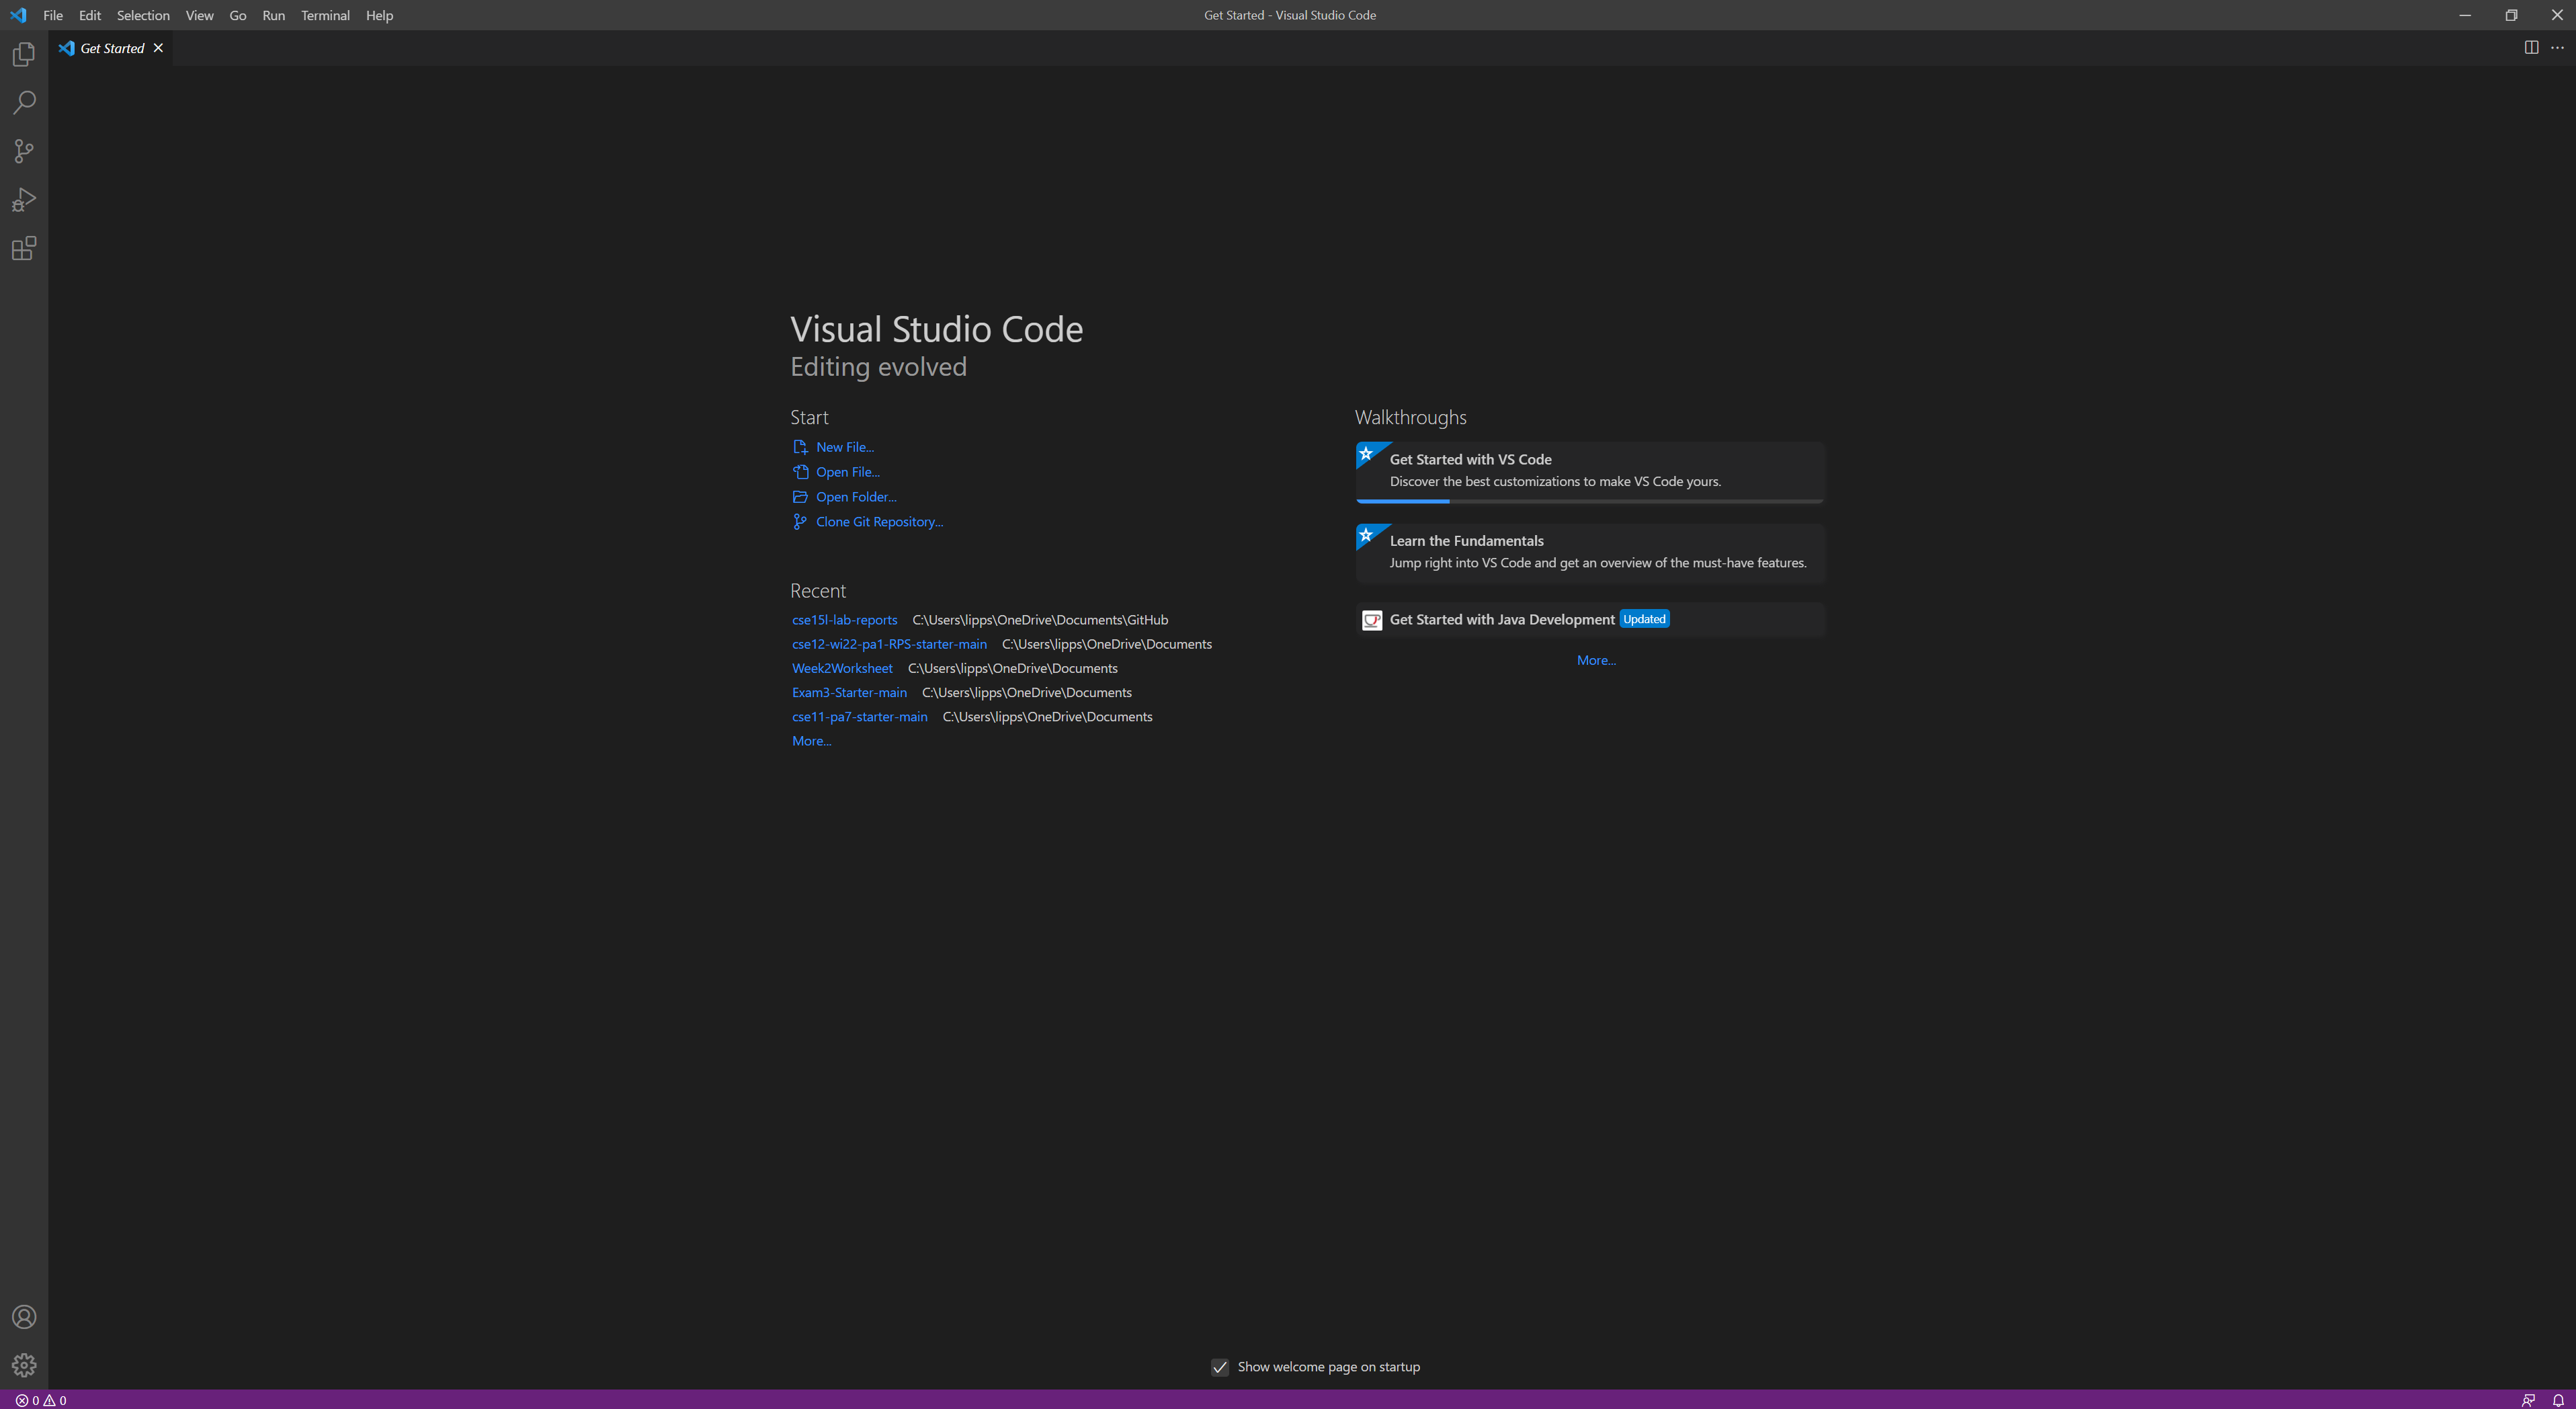 File Edit Selection View Go Run Terminal Help
Get Started - Visual Studio Code
Get Started
Visual Studio Code
Editing evolved
Start
New File...
Open File...
Open Folder...
Clone Git Repository...
Recent
cse15l-lab-reports C:\Users\lipps\OneDrive\Documents\GitHub
cse12-wi22-pa1-RPS-starter-main C:\Users\lipps\OneDrive\Documents
Week2Worksheet C:\Users\lipps\OneDrive\Documents
Exam3-Starter-main C:\Users\lipps\OneDrive\Documents
cse11-pa7-starter-main C:\Users\lipps\OneDrive\Documents
More...
Walkthroughs
Get Started with VS Code
Discover the best customizations to make VS Code yours.
Learn the Fundamentals
Jump right into VS Code and get an overview of the must-have features.
Get Started with Java Development Updated
More...
Show welcome page on startup
0 0